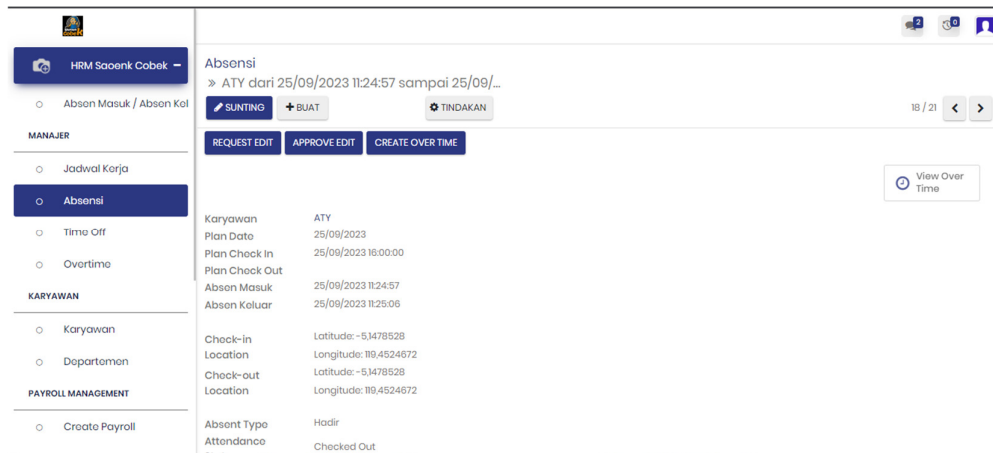 CobeK
2
0
HRM Saoenk Cobek
Absen Masuk / Absen Kel
MANAJER
Jadwal Kerja
Absensi
Time Off
Overtime
KARYAWAN
Karyawan
Departemen
PAYROLL MANAGEMENT
Create Payroll
Absensi
» ATY dari 25/09/2023 11:24:57 sampai 25/09/...
SUNTING
+ BUAT
TINDAKAN
18 / 21
REQUEST EDIT
APPROVE EDIT
CREATE OVER TIME
View Over
Time
Karyawan ATY
Plan Date 25/09/2023
Plan Check In 25/09/2023 16:00:00
Plan Check Out
Absen Masuk 25/09/2023 11:24:57
Absen Keluar 25/09/2023 11:25:06
Check-in Latitude: -5,1478528
Location Longitude: 119,4524672
Check-out Latitude: -5,1478528
Location Longitude: 119,4524672
Absent Type Hadir
Attendance Checked Out